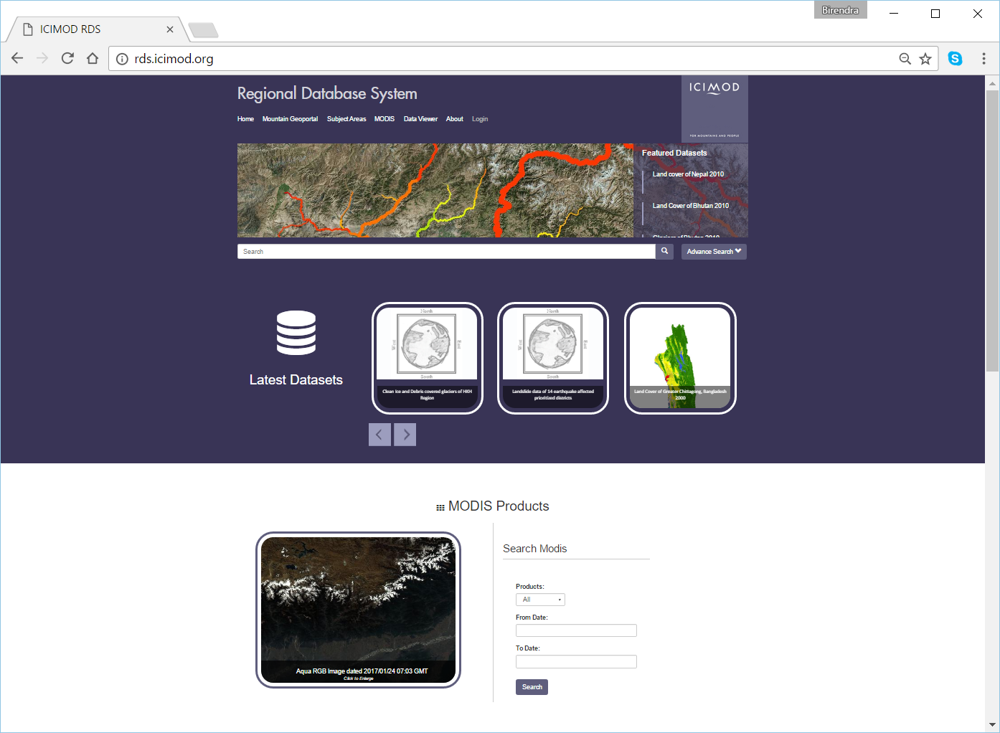 Birendra
ICIMOD RDS
rds.icimod.org
Regional Database System
ICIMOD
FOR MOUNTAINS AND PEOPLE
Home Mountain Geoportal Subject Areas MODIS Data Viewer About Login
Featured Datasets
Land cover of Nepal 2010
Land Cover of Bhutan 2010
Glaciers of Bhutan 2010
Search
Advance Search
Latest Datasets
North
West
East
South
Clean Ice and Debris covered glaciers of HKH
Region
North
West
East
South
Landslide data of 14 earthquake affected
prioritized districts
Land Cover of Greater Chittagong, Bangladesh
2000
MODIS Products
Aqua RGB Image dated 2017/01/24 07:03 GMT
Click to Enlarge
Search Modis
Products:
All
From Date:
To Date:
Search